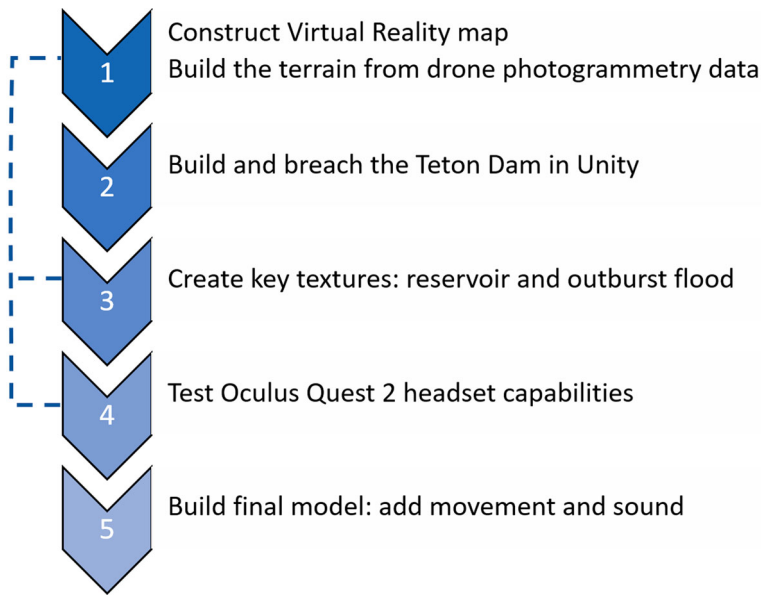 1
Construct Virtual Reality map
Build the terrain from drone photogrammetry data
2
Build and breach the Teton Dam in Unity
3
Create key textures: reservoir and outburst flood
4
Test Oculus Quest 2 headset capabilities
5
Build final model: add movement and sound